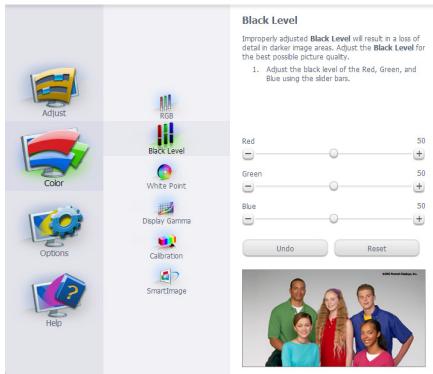 Adjust
Color
Options
Help
RGB
Black Level
White Point
Display Gamma
Calibration
SmartImage
Black Level
Improperly adjusted Black Level will result in a loss of
detail in darker image areas. Adjust the Black Level for
the best possible picture quality.
1. Adjust the black level of the Red, Green, and
Blue using the slider bars.
Red 50
Green 50
Blue 50
Undo Reset